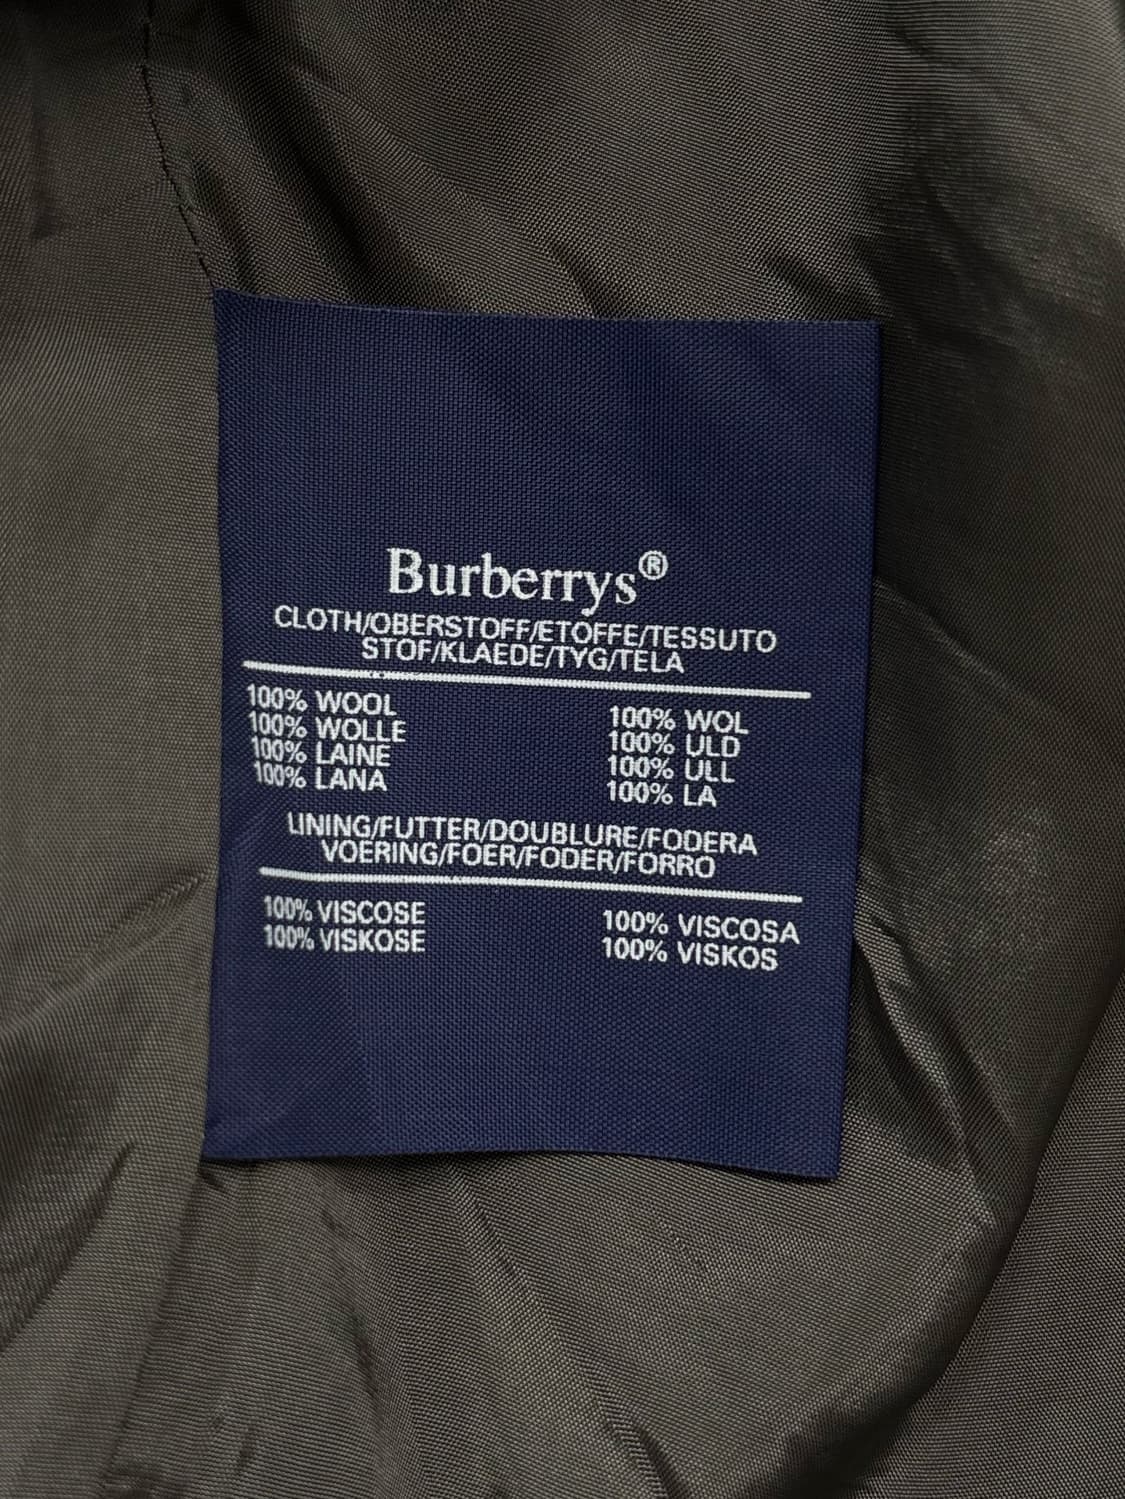 Burberrys®
CLOTH/OBERSTOFF/ETOFFE/TESSUTO
STOF/KLAEDE/TYG/TELA
100% WOOL
100% WOLLE
100% LAINE
100% LANA
100% WOL
100% ULD
100% ULL
100% LA
LINING/FUTTER/DOUBLURE/FODERA
VOERING/FOER/FODER/FORRO
100% VISCOSE
100% VISKOSE
100% VISCOSA
100% VISKOS